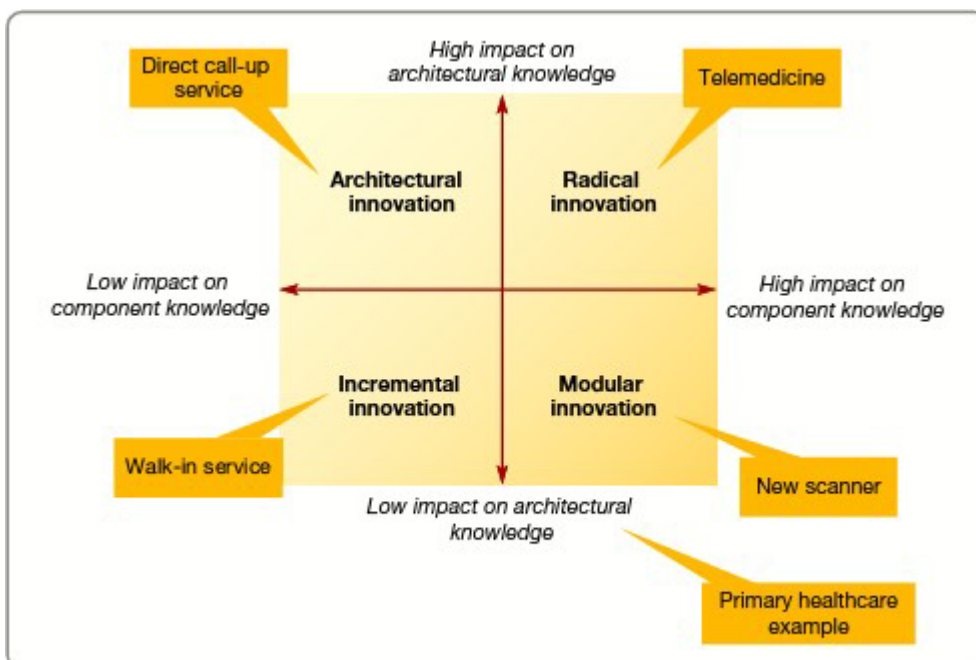 High impact on
architectural knowledge
Direct call-up
service
Telemedicine
Architectural
innovation
Radical
innovation
Low impact on
component knowledge
High impact on
component knowledge
Incremental
innovation
Modular
innovation
Walk-in service
New scanner
Low impact on architectural
knowledge
Primary healthcare
example